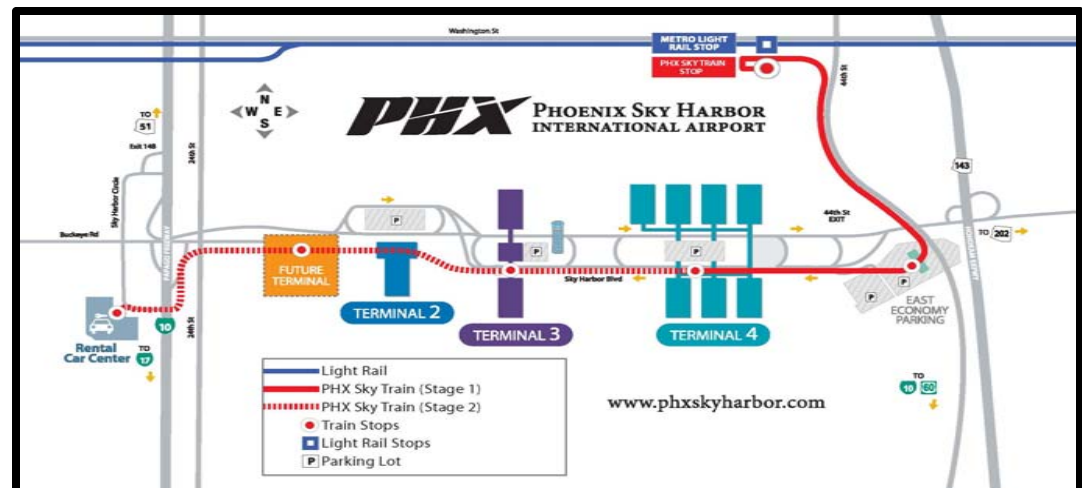 Washington St
METRO LIGHT
RAIL STOP
PHX SKY TRAIN
STOP
44th St
N
W E
S
PHX PHOENIX SKY HARBOR
INTERNATIONAL AIRPORT
TO
51
Exit 148
24th St
Sky Harbor Circle
143
Buckeye Rd
P
44th St
EXIT
TO 202
HOHOKAM EXPWY
FUTURE
TERMINAL
P
P
Sky Harbor Blvd
P
P
EAST
ECONOMY
PARKING
TERMINAL 2
TERMINAL 3
TERMINAL 4
10
24th St
Rental
Car Center
TO
17
TO
10 60
Light Rail
PHX Sky Train (Stage 1)
PHX Sky Train (Stage 2)
Train Stops
Light Rail Stops
P Parking Lot
www.phxskyharbor.com